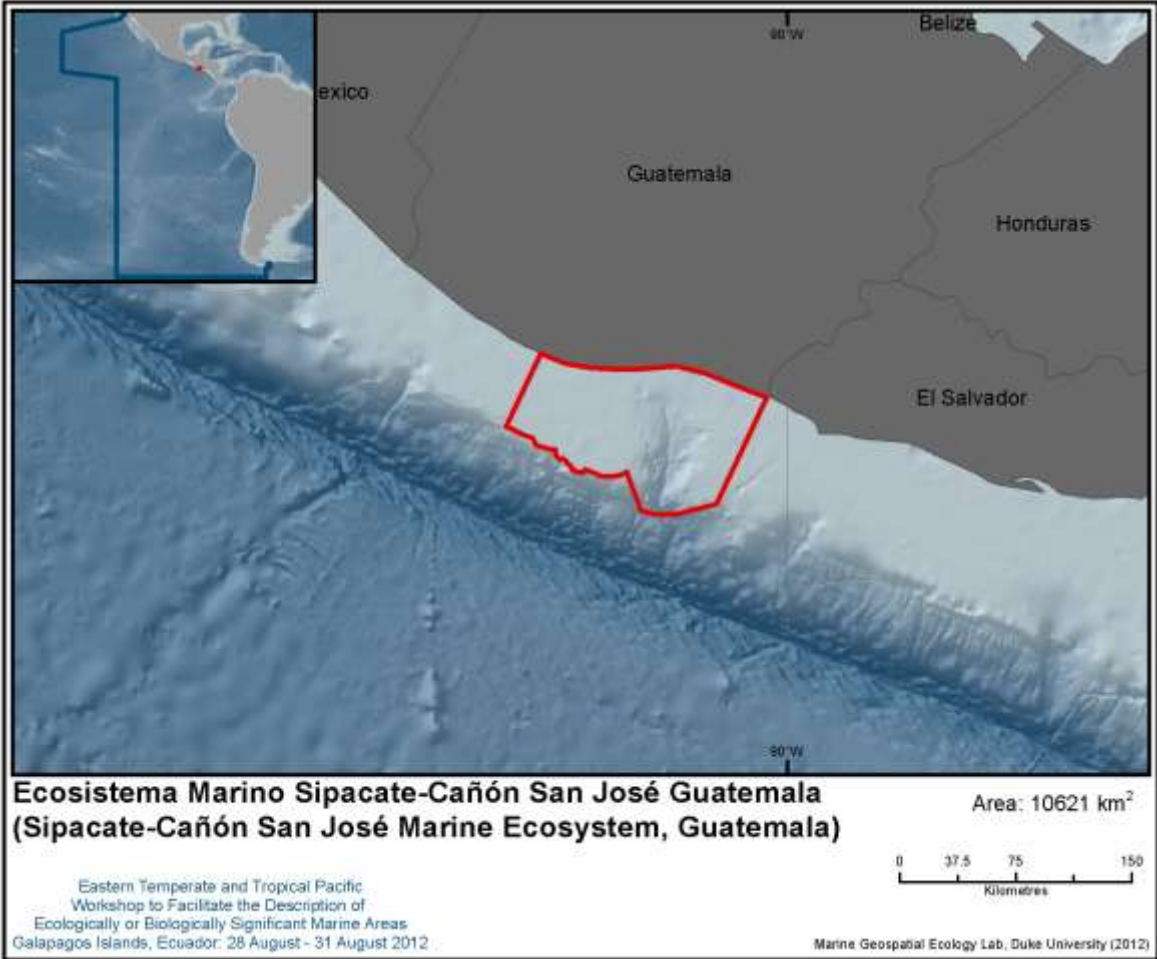 90°W
Belize
exico
Guatemala
Honduras
El Salvador
90°W
Ecosistema Marino Sipacate-Cañón San José Guatemala
(Sipacate-Cañón San José Marine Ecosystem, Guatemala)
Area: 10621 km²
0 37.5 75 150
Kilometres
Eastern Temperate and Tropical Pacific
Workshop to Facilitate the Description of
Ecologically or Biologically Significant Marine Areas
Galapagos Islands, Ecuador: 28 August - 31 August 2012
Marine Geospatial Ecology Lab, Duke University (2012)